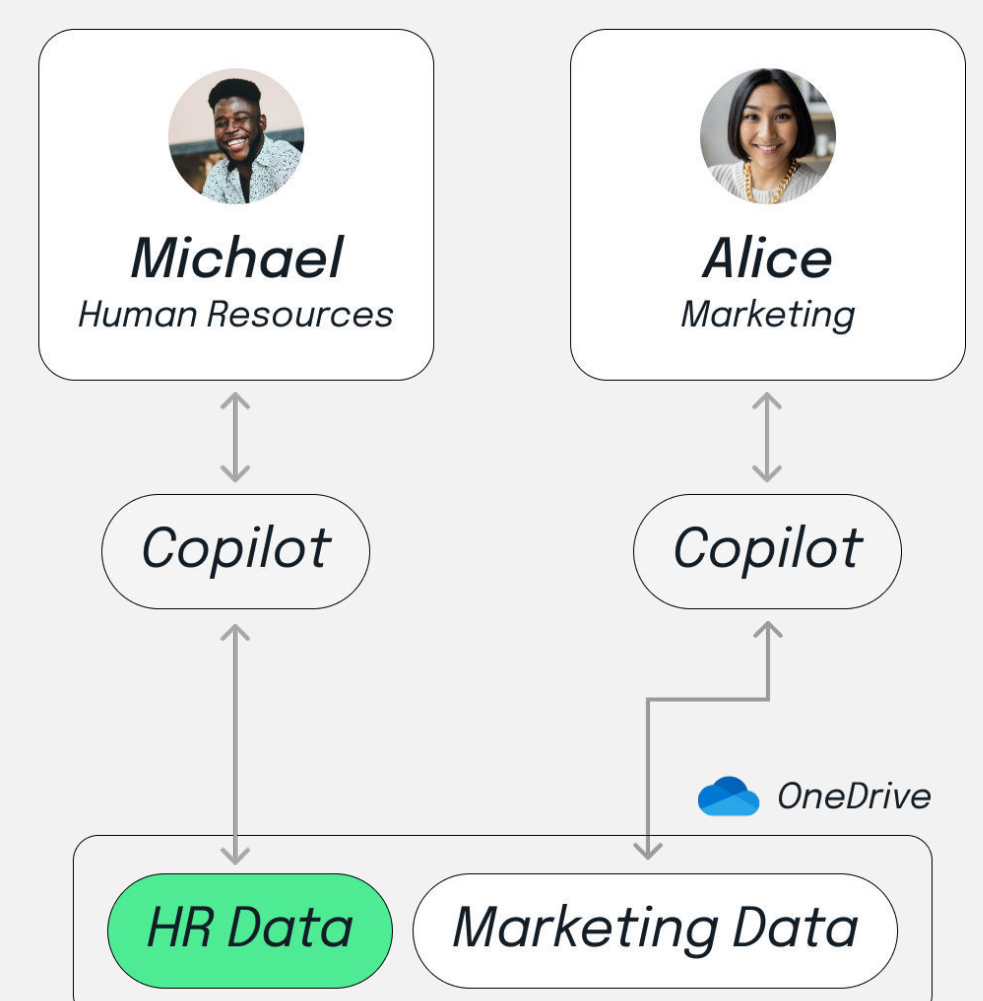 Michael
Human Resources
Alice
Marketing
Copilot
Copilot
OneDrive
HR Data
Marketing Data